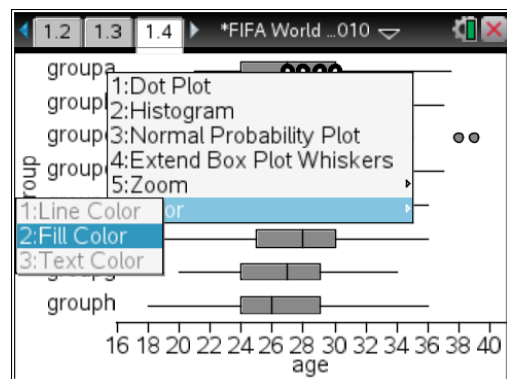 1.2 1.3 1.4 *FIFA World ...010
groupa
1:Dot Plot
2:Histogram
3:Normal Probability Plot
4:Extend Box Plot Whiskers
5:Zoom
1:Line Color
2:Fill Color
3:Text Color
grouph
16 18 20 22 24 26 28 30 32 34 36 38 40
age